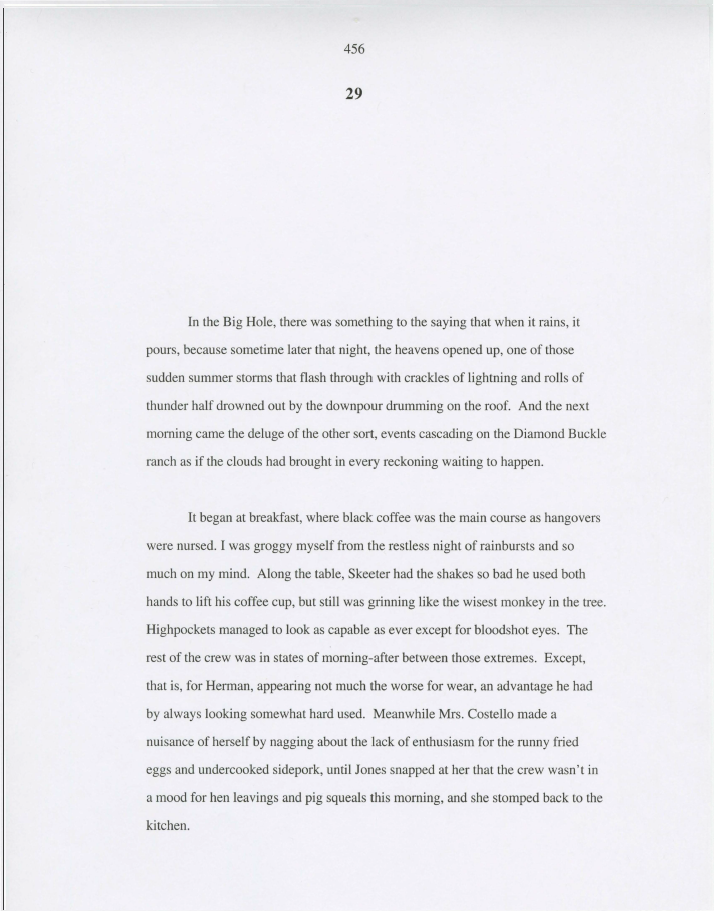 456
29
In the Big Hole, there was something to the saying that when it rains, it
pours, because sometime later that night, the heavens opened up, one of those
sudden summer storms that flash through with crackles of lightning and rolls of
thunder half drowned out by the downpour drumming on the roof.  And the next
morning came the deluge of the other sort, events cascading on the Diamond Buckle
ranch as if the clouds had brought in every reckoning waiting to happen.
It began at breakfast, where black coffee was the main course as hangovers
were nursed. I was groggy myself from the restless night of rainbursts and so
much on my mind.  Along the table, Skeeter had the shakes so bad he used both
hands to lift his coffee cup, but still was grinning like the wisest monkey in the tree.
Highpockets managed to look as capable as ever except for bloodshot eyes.  The
rest of the crew was in states of morning-after between those extremes.  Except,
that is, for Herman, appearing not much the worse for wear, an advantage he had
by always looking somewhat hard used.  Meanwhile Mrs. Costello made a
nuisance of herself by nagging about the lack of enthusiasm for the runny fried
eggs and undercooked sidepork, until Jones snapped at her that the crew wasn't in
a mood for hen leavings and pig squeals this morning, and she stomped back to the
kitchen.